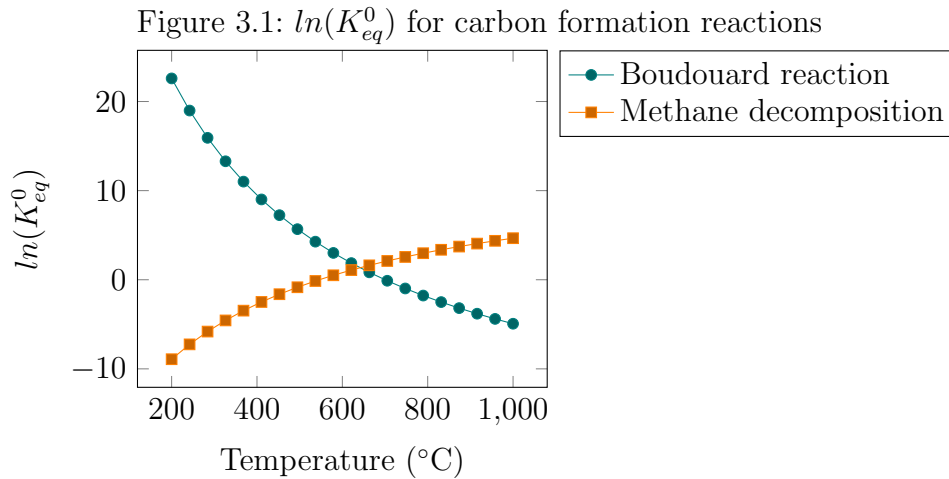 Figure 3.1: ln(K⁰eq) for carbon formation reactions
Boudouard reaction
Methane decomposition
20
10
0
−10
ln(K⁰eq)
200
400
600
800
1,000
Temperature (°C)